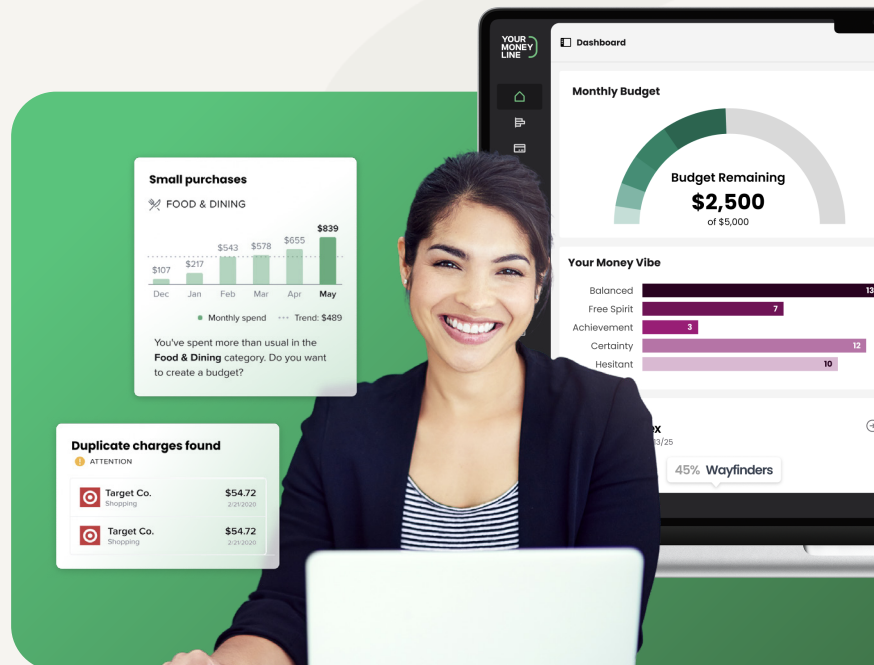 YOUR
MONEY
LINE
Dashboard
Monthly Budget
Budget Remaining
$2,500
of $5,000
Your Money Vibe
Balanced 13
Free Spirit 7
Achievement 3
Certainty 12
Hesitant 10
13/25
45% Wayfinders
Small purchases
FOOD & DINING
$107 $217 $543 $578 $655 $839
Dec Jan Feb Mar Apr May
Monthly spend Trend: $489
You've spent more than usual in the
Food & Dining category. Do you want
to create a budget?
Duplicate charges found
ATTENTION
Target Co. $54.72
Shopping 2/21/2020
Target Co. $54.72
Shopping 2/21/2020